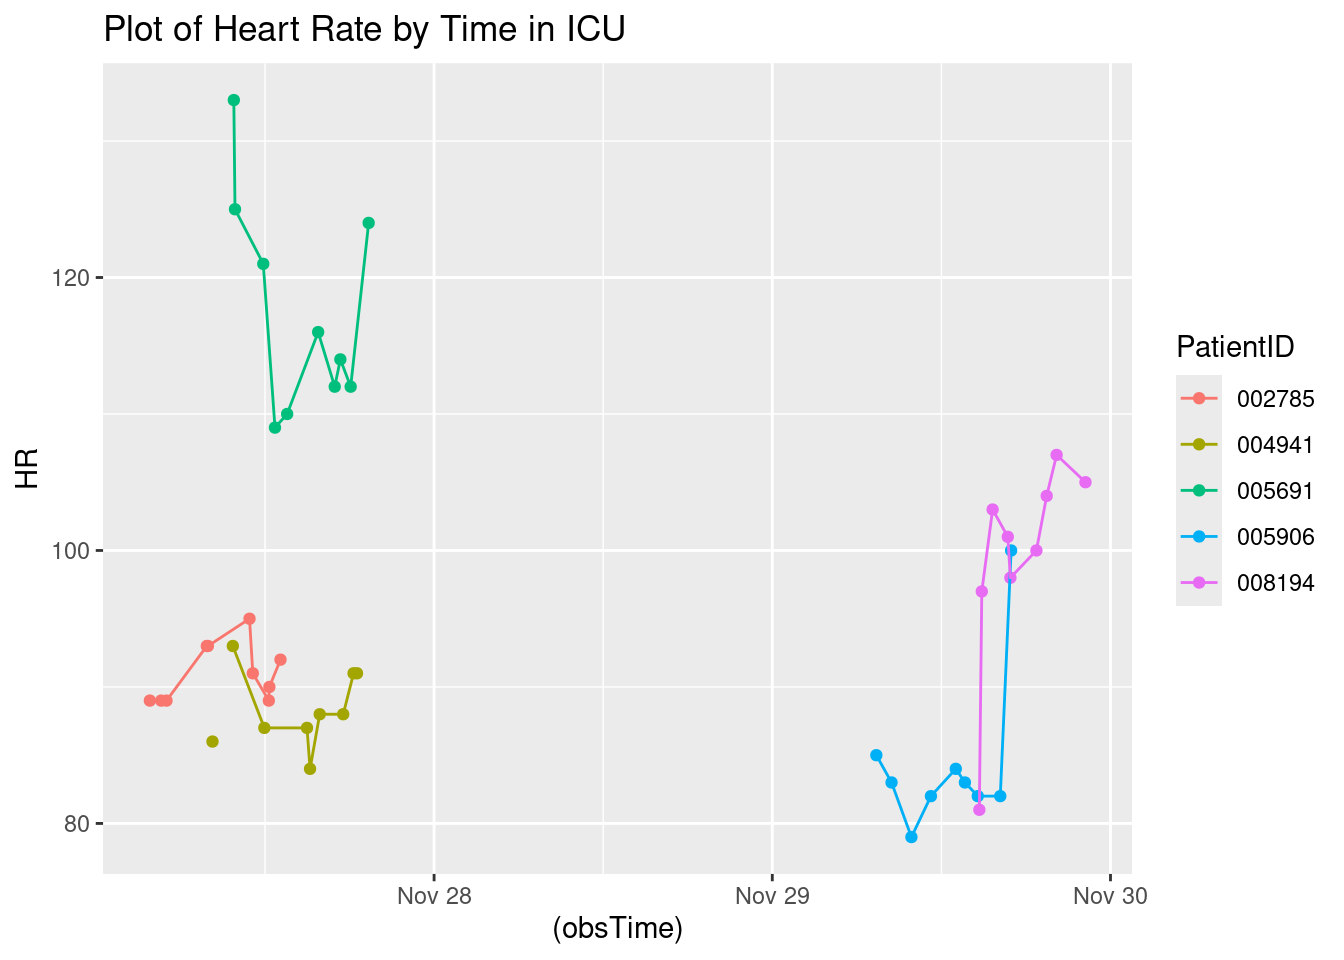 Plot of Heart Rate by Time in ICU
HR
120
100
80
Nov 28
Nov 29
Nov 30
(obsTime)
PatientID
002785
004941
005691
005906
008194